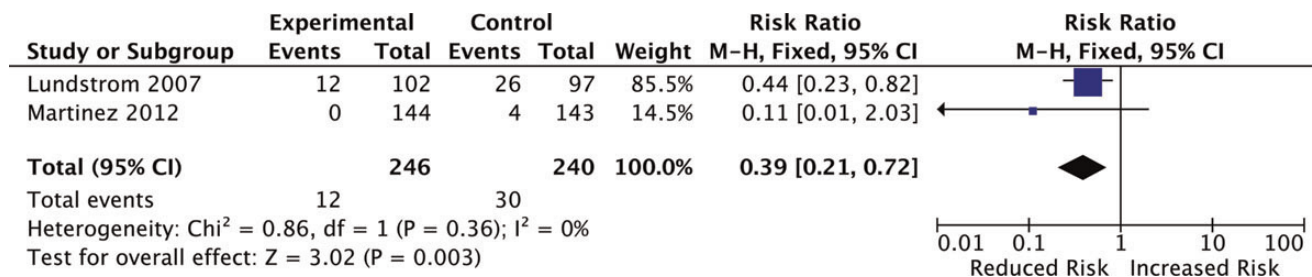 Experimental Control Risk Ratio Risk Ratio
Study or Subgroup Events Total Events Total Weight M-H, Fixed, 95% CI M-H, Fixed, 95% CI
Lundstrom 2007 12 102 26 97 85.5% 0.44 [0.23, 0.82]
Martinez 2012 0 144 4 143 14.5% 0.11 [0.01, 2.03]
Total (95% CI) 246 240 100.0% 0.39 [0.21, 0.72]
Total events 12 30
Heterogeneity: Chi² = 0.86, df = 1 (P = 0.36); I² = 0%
Test for overall effect: Z = 3.02 (P = 0.003)
0.01 0.1 1 10 100
Reduced Risk Increased Risk